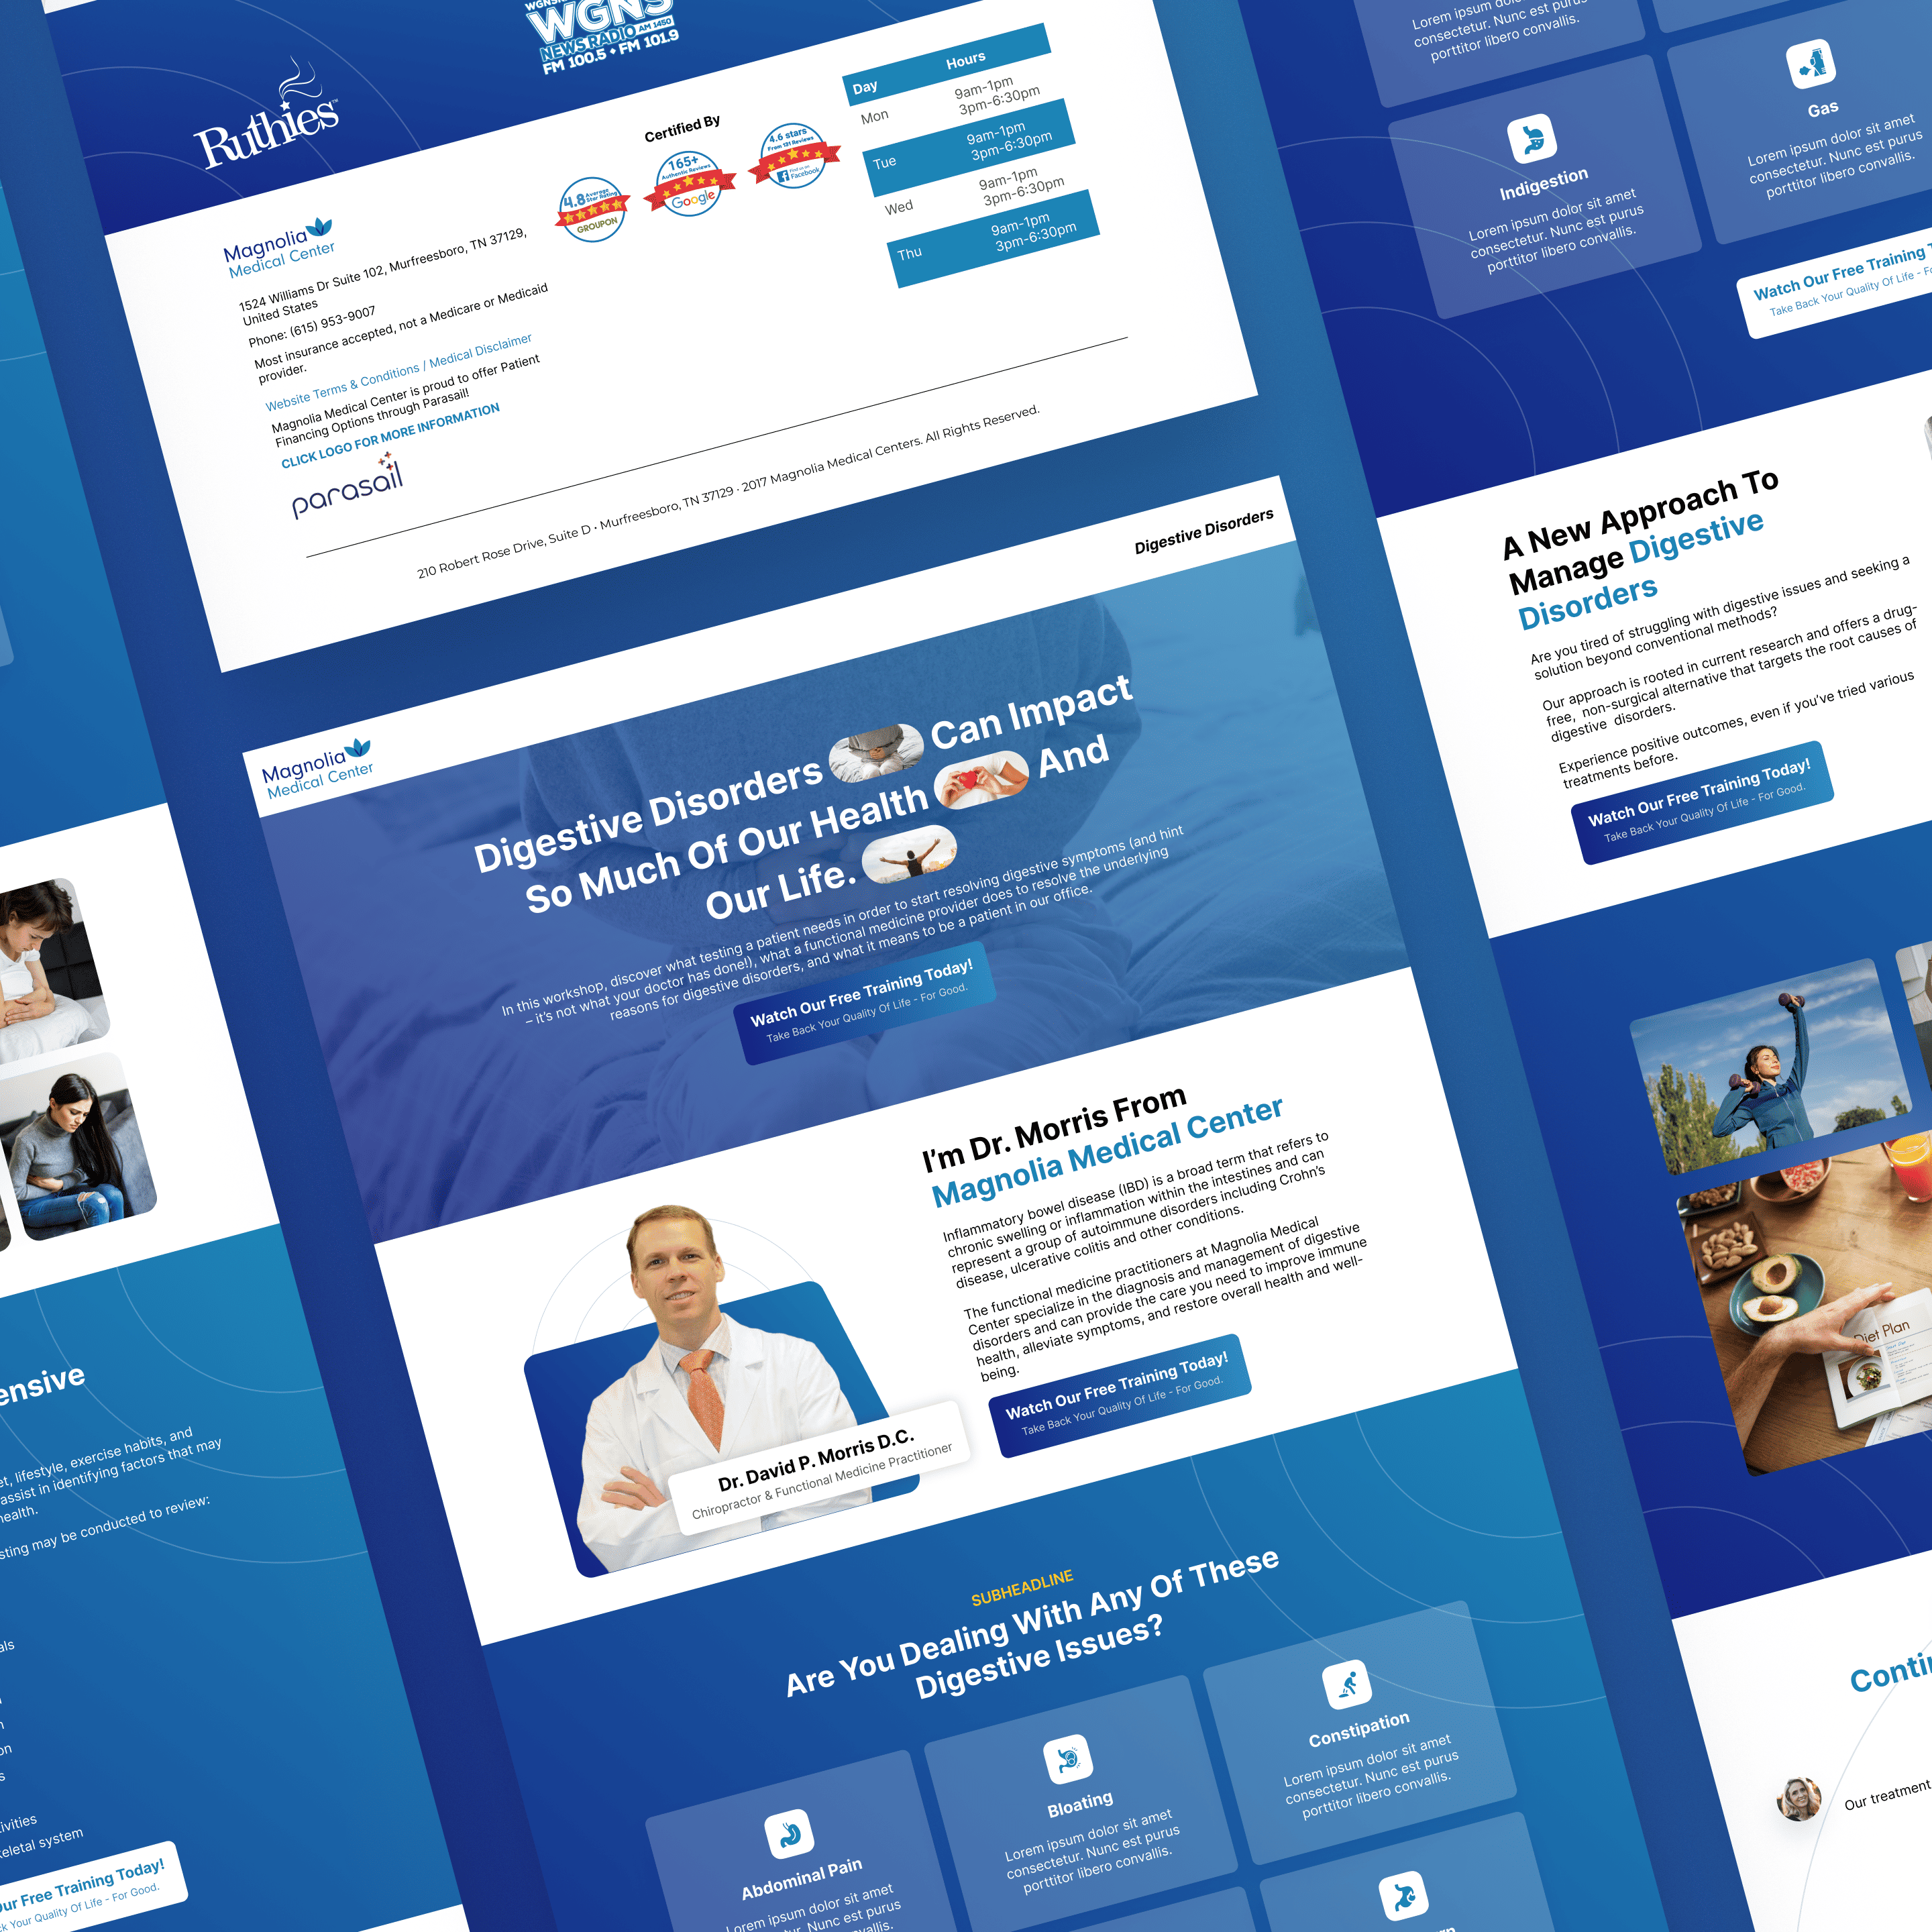 WGNS
NEWS RADIO AM 1450
FM 100.5 • FM 101.9
Ruthies™
Magnolia
Medical Center
1524 Williams Dr Suite 102, Murfreesboro, TN 37129,
United States
Phone: (615) 953-9007
Most insurance accepted, not a Medicare or Medicaid
provider.
Website Terms & Conditions / Medical Disclaimer
Magnolia Medical Center is proud to offer Patient
Financing Options through Parasail!
CLICK LOGO FOR MORE INFORMATION
parasail
Certified By
4.8 Average
Star Rating
GROUPON
165+
Authentic Reviews
Google
4.6 stars
From 131 Reviews
Find us on
Facebook
Day Hours
Mon 9am-1pm
3pm-6:30pm
Tue 9am-1pm
3pm-6:30pm
Wed 9am-1pm
3pm-6:30pm
Thu 9am-1pm
3pm-6:30pm
210 Robert Rose Drive, Suite D • Murfreesboro, TN 37129 · 2017 Magnolia Medical Centers. All Rights Reserved.
Magnolia
Medical Center
Digestive Disorders
Digestive Disorders Can Impact
So Much Of Our Health And
Our Life.
In this workshop, discover what testing a patient needs in order to start resolving digestive symptoms (and hint
– it's not what your doctor has done!), what a functional medicine provider does to resolve the underlying
reasons for digestive disorders, and what it means to be a patient in our office.
Watch Our Free Training Today!
Take Back Your Quality Of Life - For Good.
I'm Dr. Morris From
Magnolia Medical Center
Inflammatory bowel disease (IBD) is a broad term that refers to
chronic swelling or inflammation within the intestines and can
represent a group of autoimmune disorders including Crohn's
disease, ulcerative colitis and other conditions.
The functional medicine practitioners at Magnolia Medical
Center specialize in the diagnosis and management of digestive
disorders and can provide the care you need to improve immune
health, alleviate symptoms, and restore overall health and well-
being.
Watch Our Free Training Today!
Take Back Your Quality Of Life - For Good.
Dr. David P. Morris D.C.
Chiropractor & Functional Medicine Practitioner
SUBHEADLINE
Are You Dealing With Any Of These
Digestive Issues?
Abdominal Pain
Lorem ipsum dolor sit amet
consectetur. Nunc est purus
Bloating
Lorem ipsum dolor sit amet
consectetur. Nunc est purus
porttitor libero convallis.
Constipation
Lorem ipsum dolor sit amet
consectetur. Nunc est purus
porttitor libero convallis.
et, lifestyle, exercise habits, and
assist in identifying factors that may
health.
sting may be conducted to review:
keletal system
ur Free Training Today!
ck Your Quality Of Life - For Good.
Lorem ipsum
consectetur. Nunc est purus
porttitor libero convallis.
Indigestion
Lorem ipsum dolor sit amet
consectetur. Nunc est purus
porttitor libero convallis.
Gas
Lorem ipsum dolor sit amet
consectetur. Nunc est purus
porttitor libero convallis.
Watch Our Free Training
Take Back Your Quality Of Life -
A New Approach To
Manage Digestive
Disorders
Are you tired of struggling with digestive issues and seeking a
solution beyond conventional methods?
Our approach is rooted in current research and offers a drug-
free, non-surgical alternative that targets the root causes of
digestive disorders.
Experience positive outcomes, even if you've tried various
treatments before.
Watch Our Free Training Today!
Take Back Your Quality Of Life - For Good.
Diet Plan
Our treatment